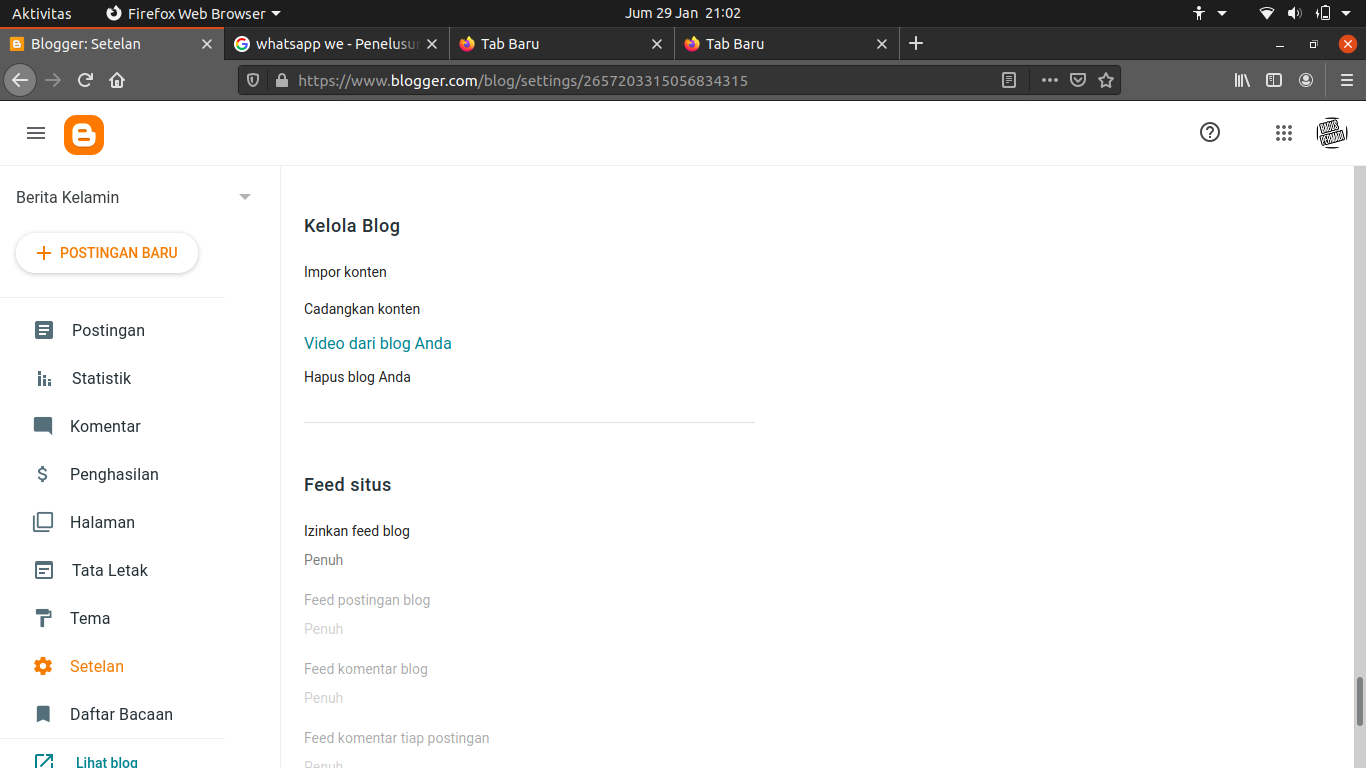 Aktivitas
Firefox Web Browser
Jum 29 Jan 21:02
Blogger: Setelan
whatsapp we - Penelusur
Tab Baru
Tab Baru
https://www.blogger.com/blog/settings/2657203315056834315
Berita Kelamin
POSTINGAN BARU
Postingan
Statistik
Komentar
Penghasilan
Halaman
Tata Letak
Tema
Setelan
Daftar Bacaan
Lihat blog
Kelola Blog
Impor konten
Cadangkan konten
Video dari blog Anda
Hapus blog Anda
Feed situs
Izinkan feed blog
Penuh
Feed postingan blog
Penuh
Feed komentar blog
Penuh
Feed komentar tiap postingan
Penuh